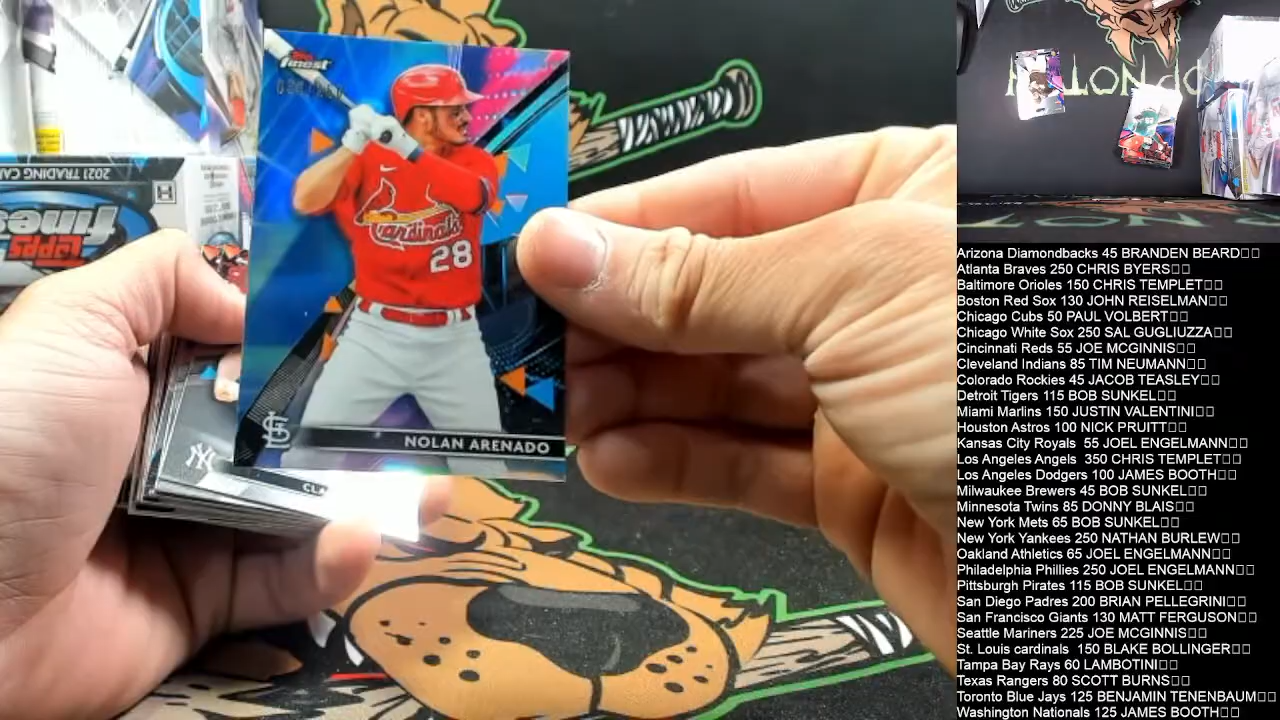 Topps
finest
Cardinals
28
NOLAN ARENADO
NY
CLA
2021 TRADING CA
TOPPS
fines
H
Arizona Diamondbacks 45 BRANDEN BEARD□□
Atlanta Braves 250 CHRIS BYERS□□
Baltimore Orioles 150 CHRIS TEMPLET□□
Boston Red Sox 130 JOHN REISELMAN□□
Chicago Cubs 50 PAUL VOLBERT□□
Chicago White Sox 250 SAL GUGLIUZZA□□
Cincinnati Reds 55 JOE MCGINNIS□□
Cleveland Indians 85 TIM NEUMANN□□
Colorado Rockies 45 JACOB TEASLEY□□
Detroit Tigers 115 BOB SUNKEL□□
Miami Marlins 150 JUSTIN VALENTINI□□
Houston Astros 100 NICK PRUITT□□
Kansas City Royals 55 JOEL ENGELMANN□□
Los Angeles Angels 350 CHRIS TEMPLET□□
Los Angeles Dodgers 100 JAMES BOOTH□□
Milwaukee Brewers 45 BOB SUNKEL□□
Minnesota Twins 85 DONNY BLAIS□□
New York Mets 65 BOB SUNKEL□□
New York Yankees 250 NATHAN BURLEW□□
Oakland Athletics 65 JOEL ENGELMANN□□
Philadelphia Phillies 250 JOEL ENGELMANN□□
Pittsburgh Pirates 115 BOB SUNKEL□□
San Diego Padres 200 BRIAN PELLEGRINI□□
San Francisco Giants 130 MATT FERGUSON□□
Seattle Mariners 225 JOE MCGINNIS□□
St. Louis cardinals 150 BLAKE BOLLINGER□□
Tampa Bay Rays 60 LAMBOTINI□□
Texas Rangers 80 SCOTT BURNS□□
Toronto Blue Jays 125 BENJAMIN TENENBAUM□□
Washington Nationals 125 JAMES BOOTH□□